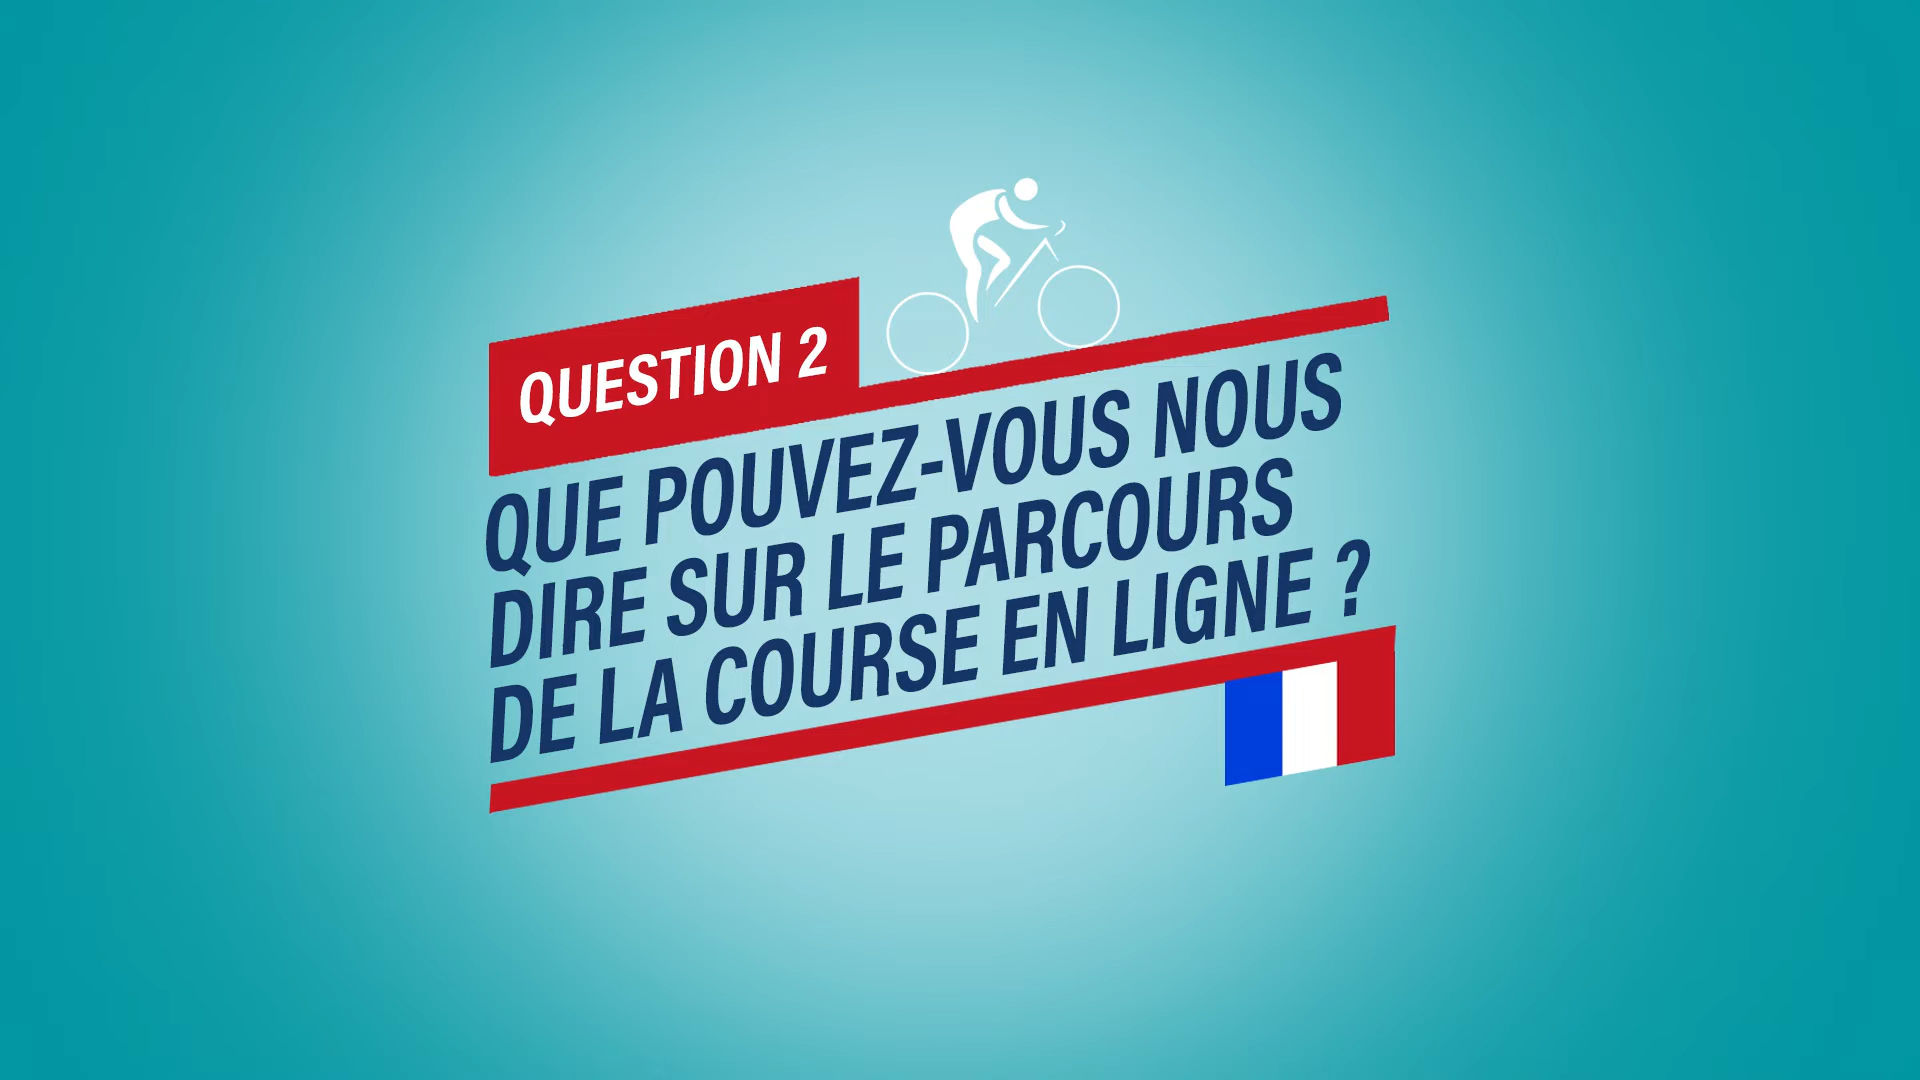 QUESTION 2
QUE POUVEZ-VOUS NOUS
DIRE SUR LE PARCOURS
DE LA COURSE EN LIGNE ?